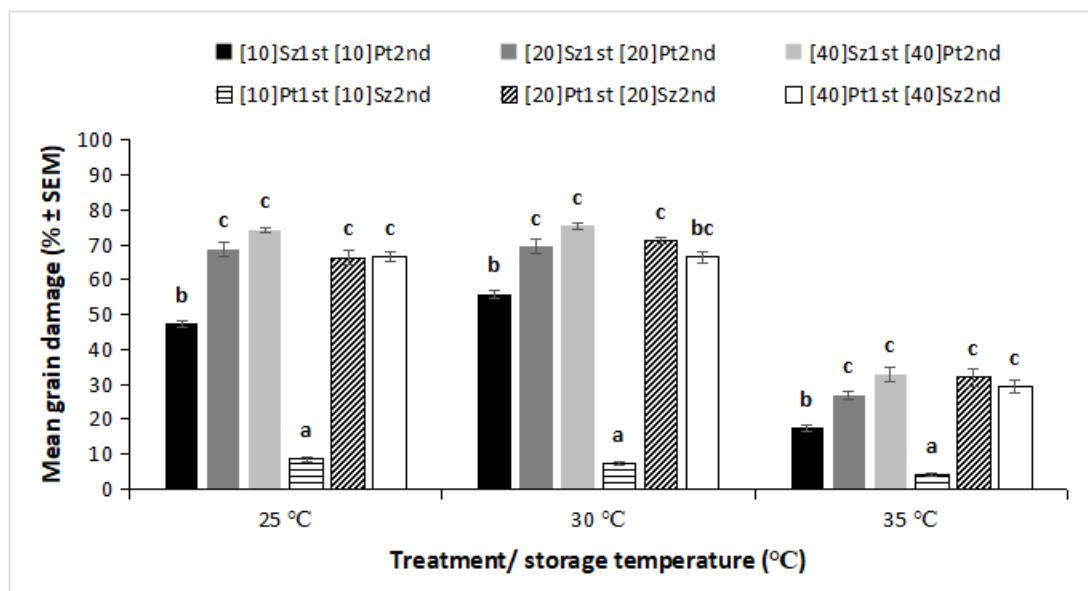 [10]Sz1st [10]Pt2nd [20]Sz1st [20]Pt2nd [40]Sz1st [40]Pt2nd
[10]Pt1st [10]Sz2nd [20]Pt1st [20]Sz2nd [40]Pt1st [40]Sz2nd
Mean grain damage (% ± SEM)
100
90
80
70
60
50
40
30
20
10
0
b c c a c c
b c c a c bc
b c c a c c
25 °C 30 °C 35 °C
Treatment/ storage temperature (°C)